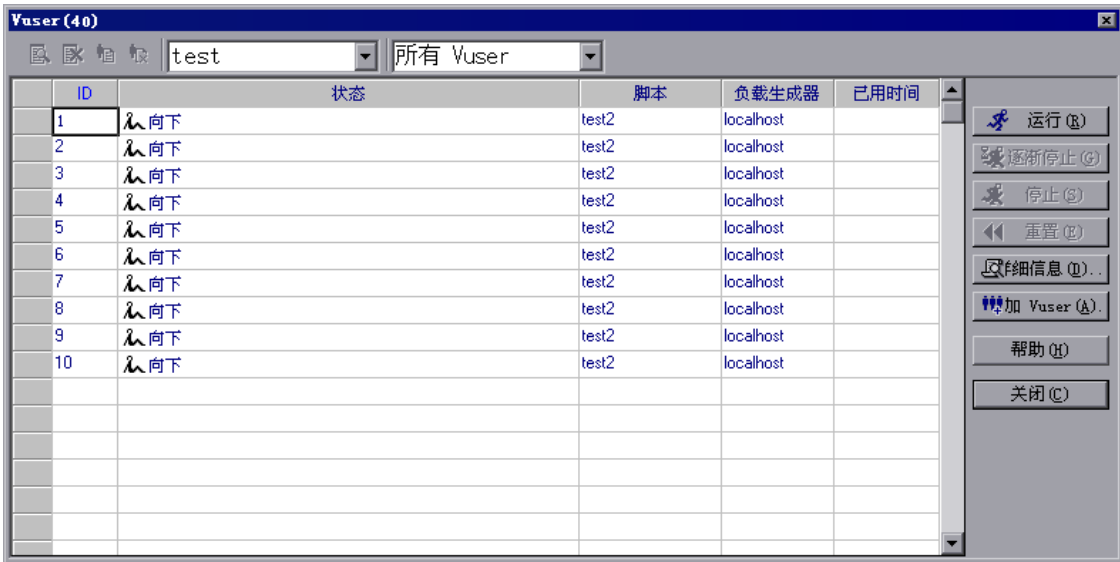 Vuser(40)
test 所有 Vuser
ID 状态 脚本 负载生成器 已用时间
1 向下 test2 localhost
2 向下 test2 localhost
3 向下 test2 localhost
4 向下 test2 localhost
5 向下 test2 localhost
6 向下 test2 localhost
7 向下 test2 localhost
8 向下 test2 localhost
9 向下 test2 localhost
10 向下 test2 localhost
运行(R)
逐渐停止(G)
停止(S)
重置(E)
详细信息(D)..
加 Vuser(A).
帮助(H)
关闭(C)